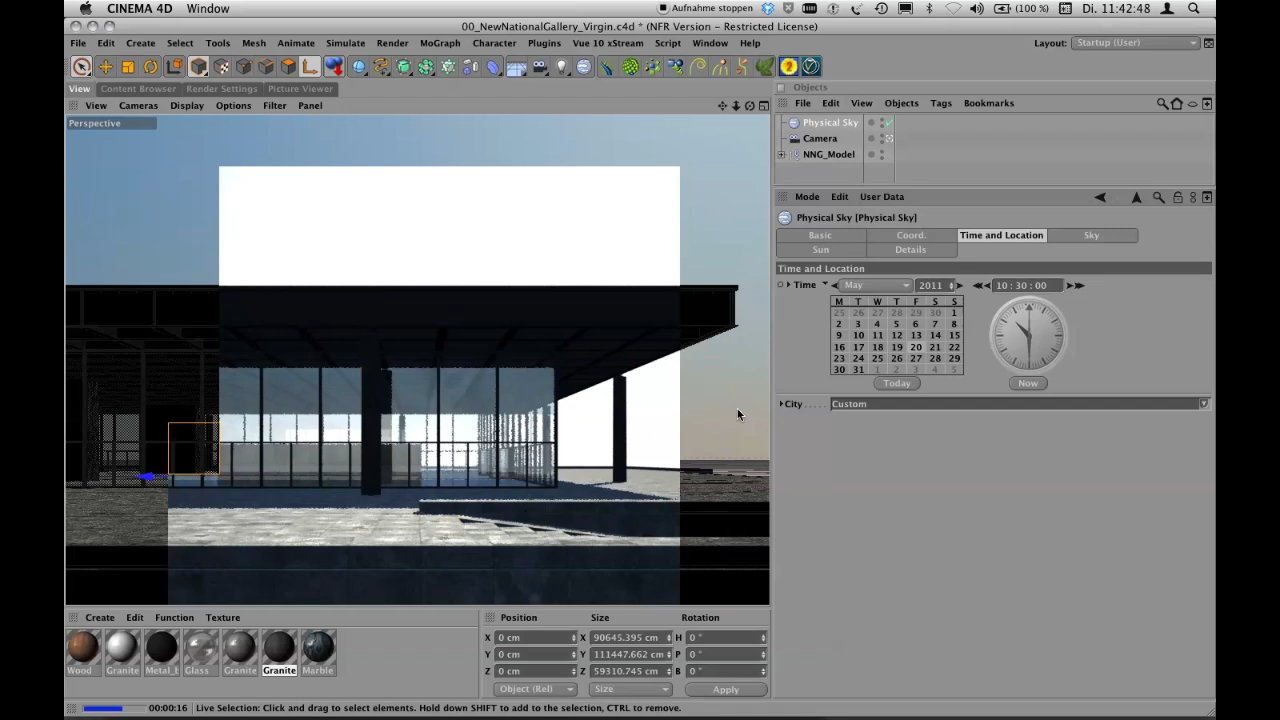 CINEMA 4D Window
Aufnahme stoppen
(100 %)
Di. 11:42:48
00_NewNationalGallery_Virgin.c4d * (NFR Version - Restricted License)
File Edit Create Select Tools Mesh Animate Simulate Render MoGraph Character Plugins Vue 10 xStream Script Window Help
Layout: Startup (User)
View Content Browser Render Settings Picture Viewer
View Cameras Display Options Filter Panel
Perspective
Objects
File Edit View Objects Tags Bookmarks
Physical Sky
Camera
NNG_Model
Mode Edit User Data
Physical Sky [Physical Sky]
Basic Coord. Time and Location Sky
Sun Details
Time and Location
Time May 2011 10 : 30 : 00
M T W T F S S
25 26 27 28 29 30 1
2 3 4 5 6 7 8
9 10 11 12 13 14 15
16 17 18 19 20 21 22
23 24 25 26 27 28 29
30 31 1 2 3 4 5
Today Now
City . . . . . Custom
Create Edit Function Texture
Wood Granite Metal_ Glass Granite Granite Marble
Position Size Rotation
X 0 cm X 90645.395 cm H 0 °
Y 0 cm Y 111447.662 cm P 0 °
Z 0 cm Z 59310.745 cm B 0 °
Object (Rel) Size Apply
00:00:16 Live Selection: Click and drag to select elements. Hold down SHIFT to add to the selection, CTRL to remove.